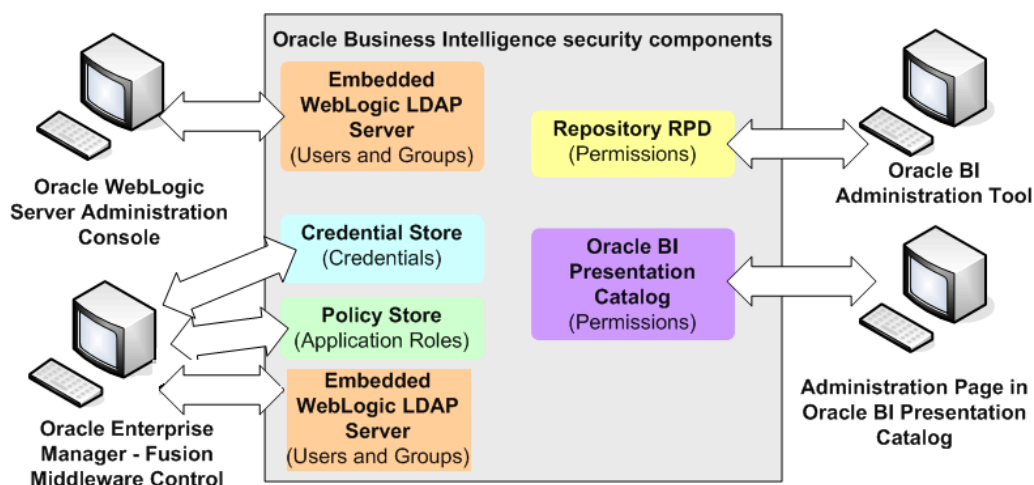 Oracle Business Intelligence security components
Embedded
WebLogic LDAP
Server
(Users and Groups)
Repository RPD
(Permissions)
Oracle WebLogic
Server Administration
Console
Oracle BI
Administration Tool
Credential Store
(Credentials)
Oracle BI
Presentation
Catalog
(Permissions)
Policy Store
(Application Roles)
Embedded
WebLogic LDAP
Server
(Users and Groups)
Oracle Enterprise
Manager - Fusion
Middleware Control
Administration Page in
Oracle BI Presentation
Catalog